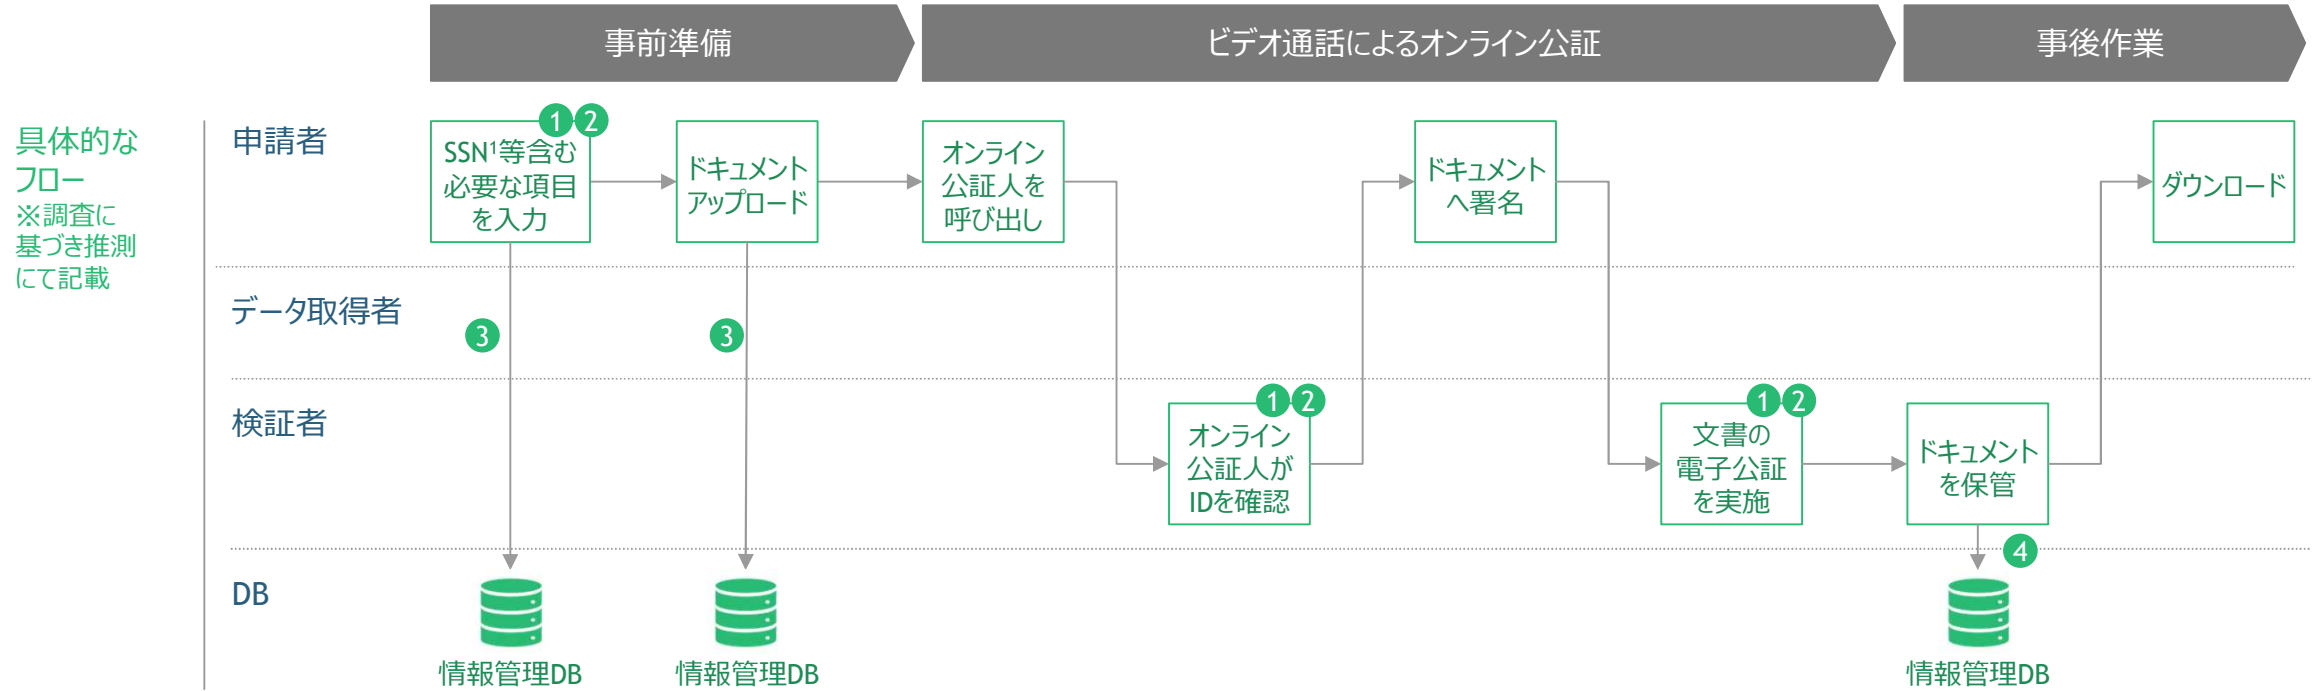 事前準備
ビデオ通話によるオンライン公証
事後作業
具体的な
フロー
※調査に
基づき推測
にて記載
申請者
1 2
SSN¹等含む
必要な項目
を入力
ドキュメント
アップロード
オンライン
公証人を
呼び出し
ドキュメント
へ署名
ダウンロード
データ取得者
3
3
検証者
1 2
オンライン
公証人が
IDを確認
1 2
文書の
電子公証
を実施
ドキュメント
を保管
4
DB
情報管理DB
情報管理DB
情報管理DB